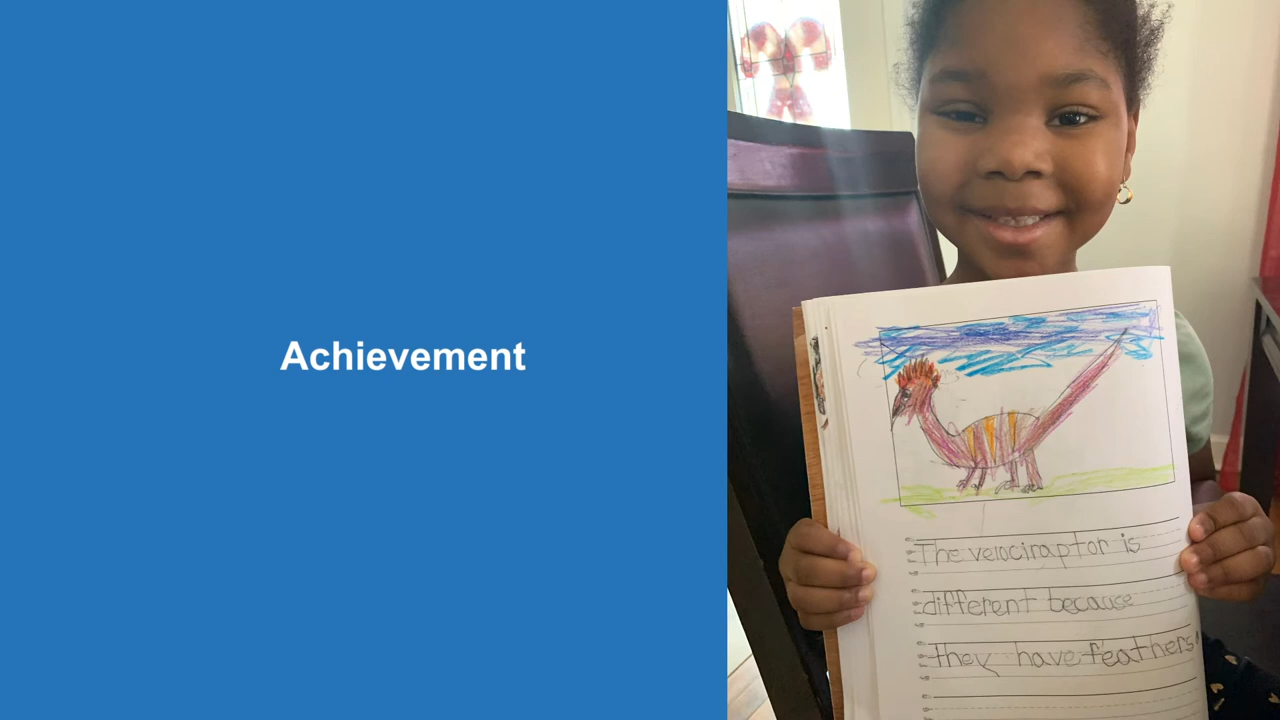 Achievement
The velociraptor is
different because
they have feathers.